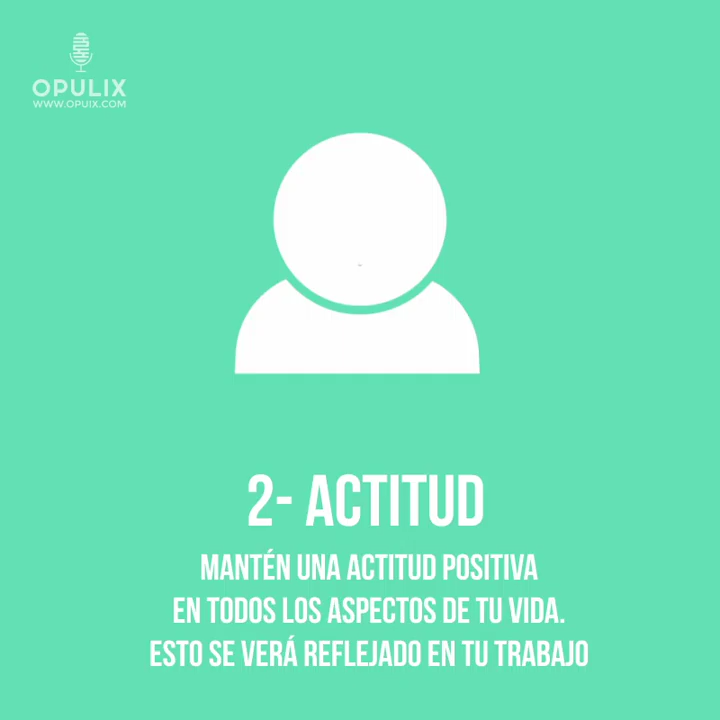 OPULIX
WWW.OPUIX.COM
2- ACTITUD
MANTÉN UNA ACTITUD POSITIVA
EN TODOS LOS ASPECTOS DE TU VIDA.
ESTO SE VERÁ REFLEJADO EN TU TRABAJO